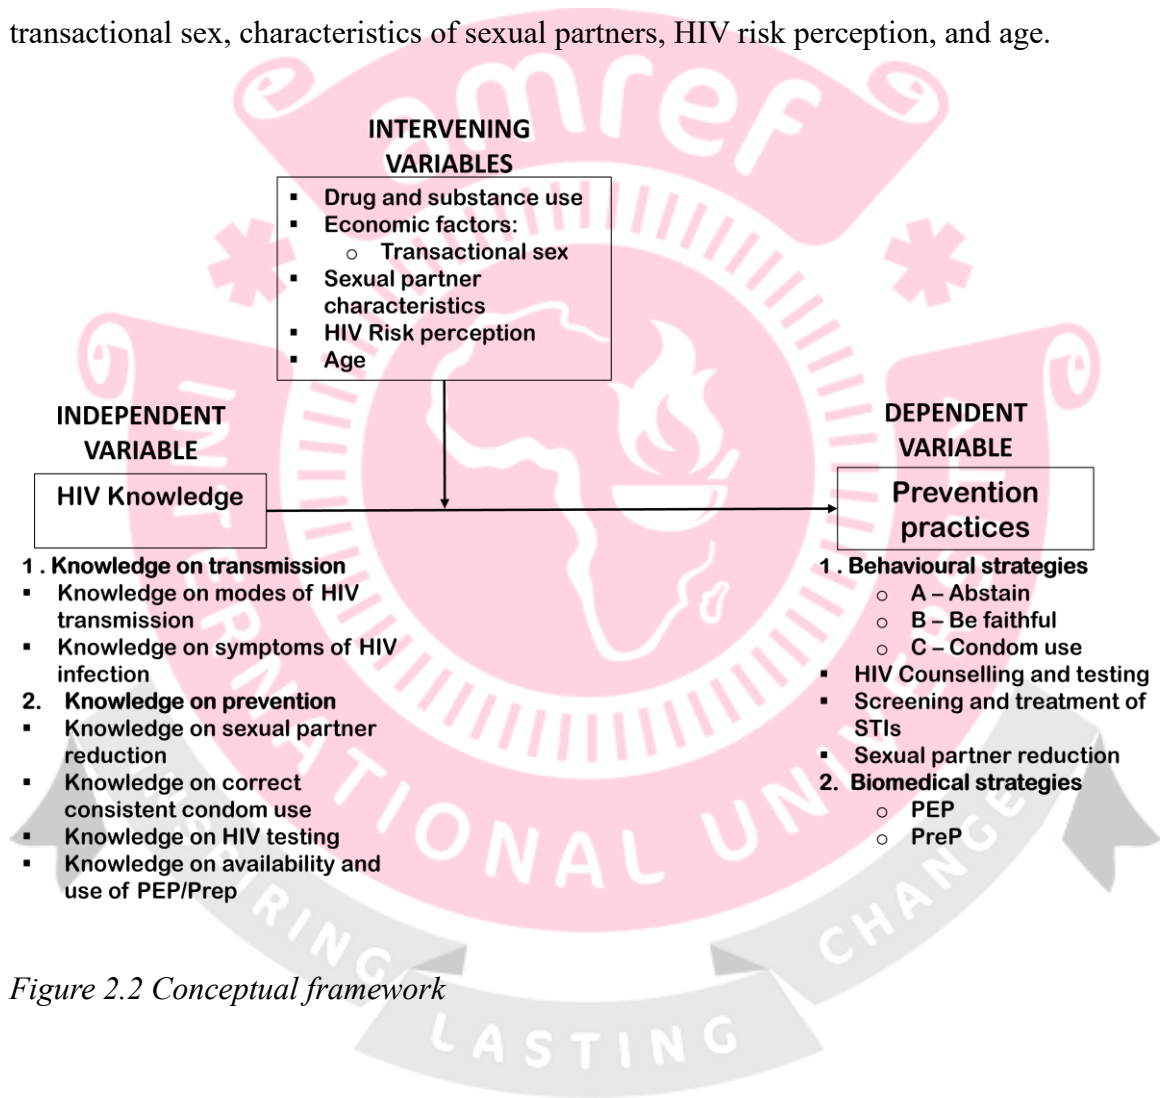 transactional sex, characteristics of sexual partners, HIV risk perception, and age.
amref
INTERVENING
VARIABLES
▪ Drug and substance use
▪ Economic factors:
o Transactional sex
▪ Sexual partner
characteristics
▪ HIV Risk perception
▪ Age
INDEPENDENT
VARIABLE
HIV Knowledge
1 . Knowledge on transmission
▪ Knowledge on modes of HIV
transmission
▪ Knowledge on symptoms of HIV
infection
2. Knowledge on prevention
▪ Knowledge on sexual partner
reduction
▪ Knowledge on correct
consistent condom use
▪ Knowledge on HIV testing
▪ Knowledge on availability and
use of PEP/Prep
DEPENDENT
VARIABLE
Prevention
practices
1 . Behavioural strategies
o A – Abstain
o B – Be faithful
o C – Condom use
▪ HIV Counselling and testing
▪ Screening and treatment of
STIs
▪ Sexual partner reduction
2. Biomedical strategies
o PEP
o PreP
INTERNATIONAL UNIVERSITY
INSPIRING LASTING CHANGE
Figure 2.2 Conceptual framework